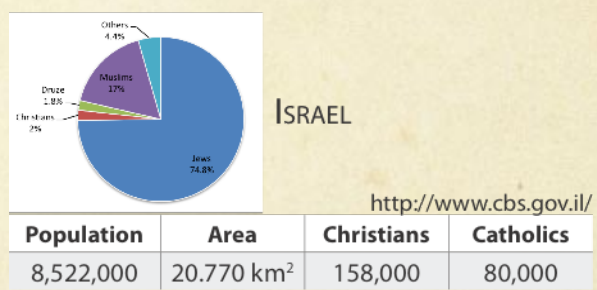 Others
4.4%
Muslims
17%
Druze
1.8%
Christians
2%
Jews
74.8%
ISRAEL
http://www.cbs.gov.il/
Population Area Christians Catholics
8,522,000 20.770 km² 158,000 80,000